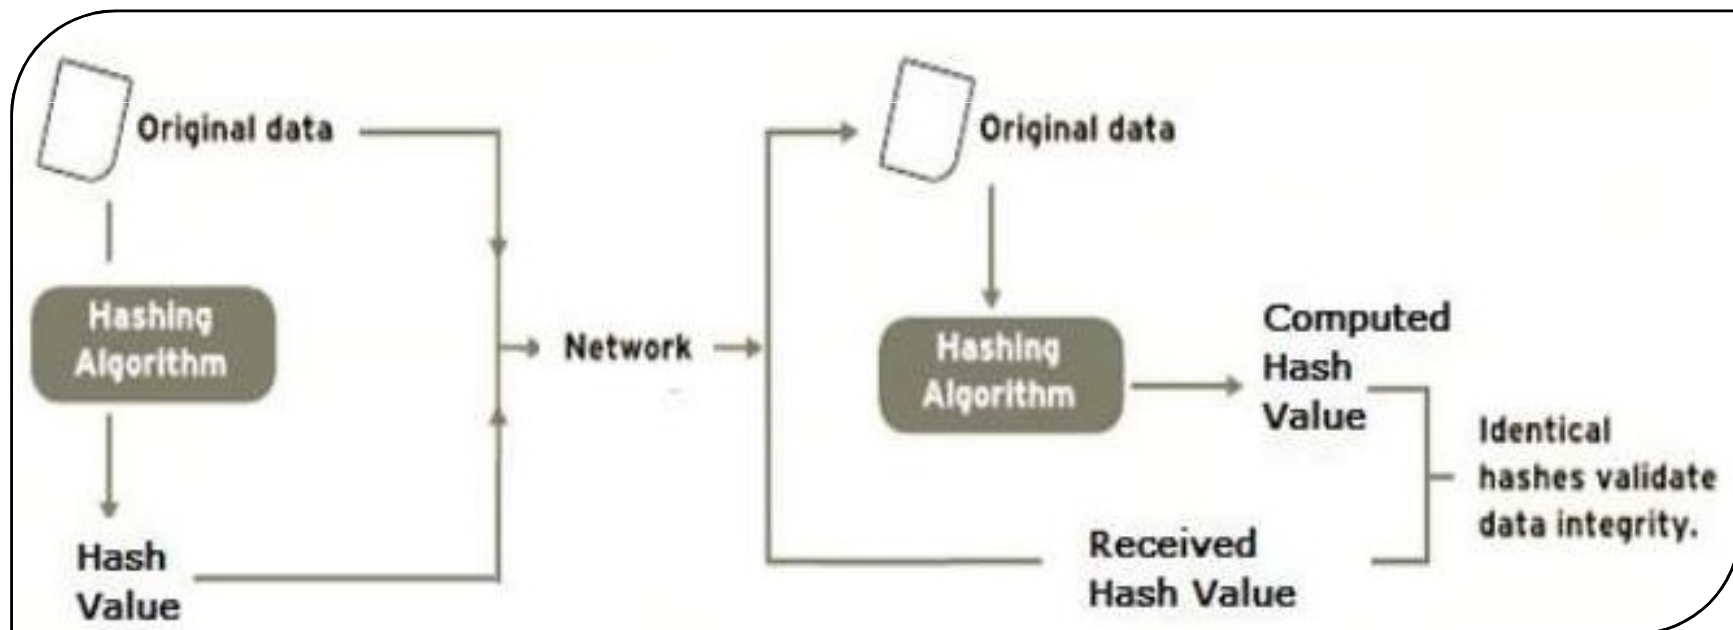 Original data
Hashing
Algorithm
Hash
Value
Network
Original data
Hashing
Algorithm
Computed
Hash
Value
Received
Hash Value
Identical
hashes validate
data integrity.